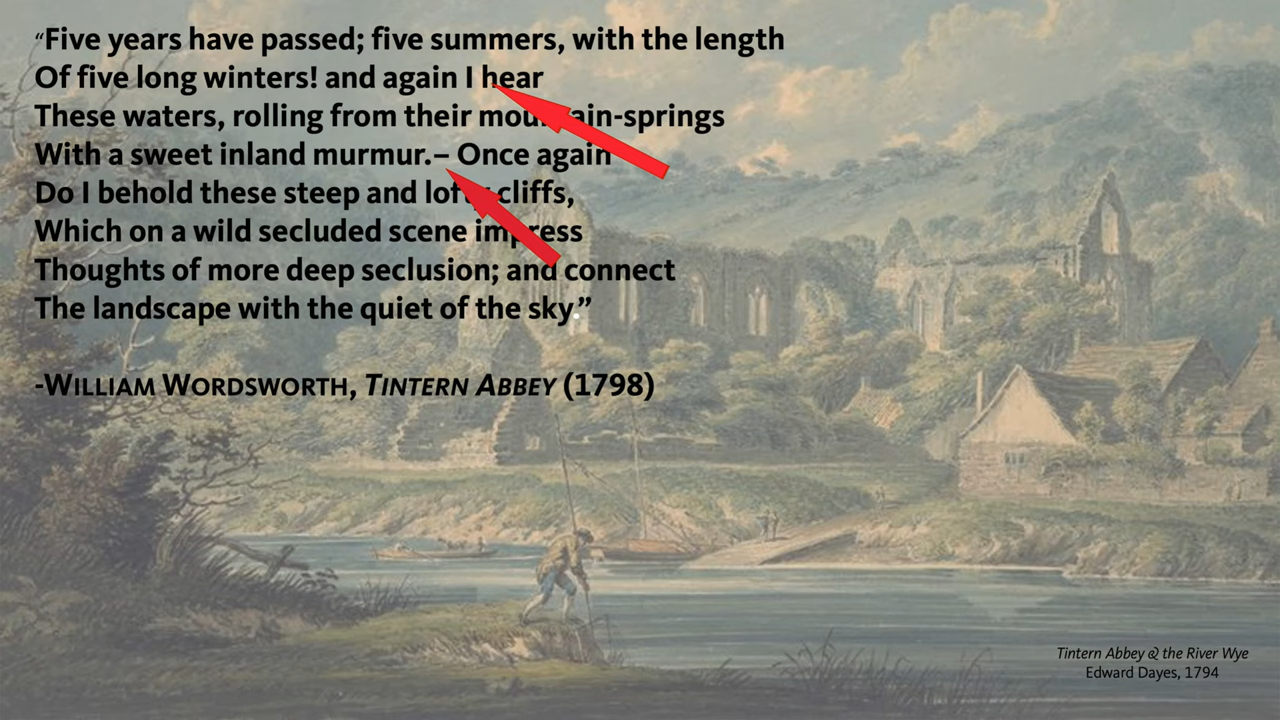 “Five years have passed; five summers, with the length
Of five long winters! and again I hear
These waters, rolling from their mountain-springs
With a sweet inland murmur.– Once again
Do I behold these steep and lofty cliffs,
Which on a wild secluded scene impress
Thoughts of more deep seclusion; and connect
The landscape with the quiet of the sky.”
-William Wordsworth, Tintern Abbey (1798)
Tintern Abbey & the River Wye
Edward Dayes, 1794